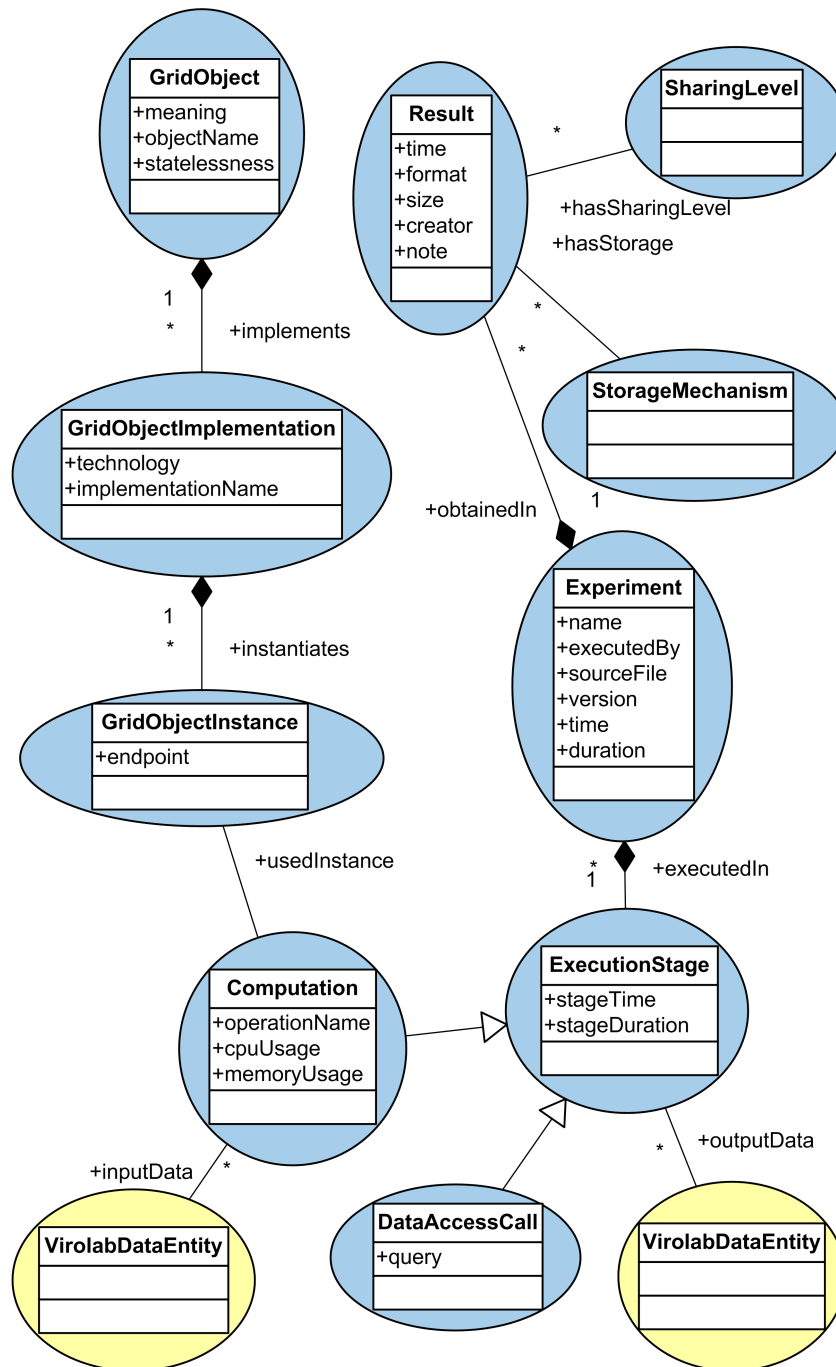 GridObject
+meaning
+objectName
+statelessness
1
*
+implements
GridObjectImplementation
+technology
+implementationName
1
*
+instantiates
GridObjectInstance
+endpoint
+usedInstance
Computation
+operationName
+cpuUsage
+memoryUsage
+inputData
*
VirolabDataEntity
Result
+time
+format
+size
+creator
+note
*
SharingLevel
+hasSharingLevel
+hasStorage
*
*
StorageMechanism
1
+obtainedIn
Experiment
+name
+executedBy
+sourceFile
+version
+time
+duration
*
1
+executedIn
ExecutionStage
+stageTime
+stageDuration
+outputData
*
DataAccessCall
+query
VirolabDataEntity